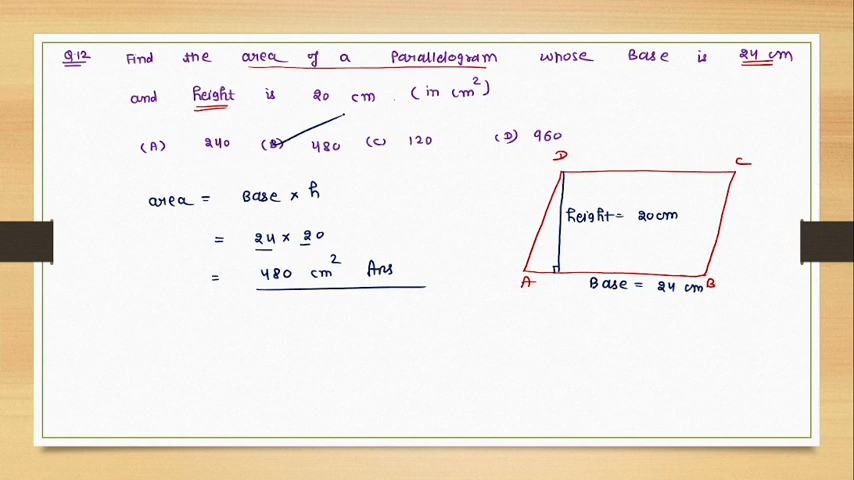 Q.12 Find the area of a Parallelogram whose Base is 24 cm
and height is 20 cm. (in cm²)
(A) 240 (B) 480 (C) 120 (D) 960
area = Base × h
= 24 × 20
= 480 cm² Ans
D C
height = 20cm
A B
Base = 24 cm